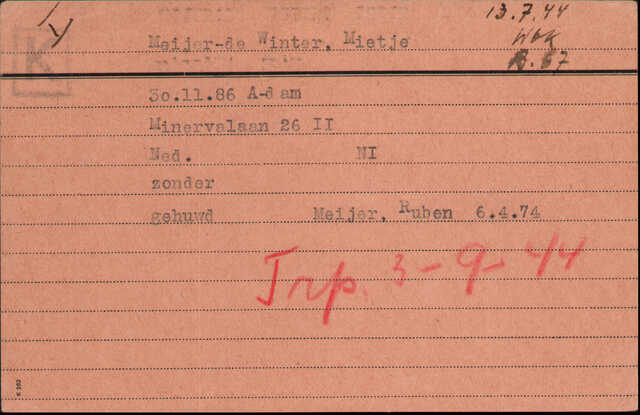 13.7.44
Meijer-de Winter, Mietje
Wbk
K
B. 67
30.11.86 A-dam
Minervalaan 26 II
Ned. NI
zonder
gehuwd Meijer, Ruben 6.4.74
Trp. 3-9-44